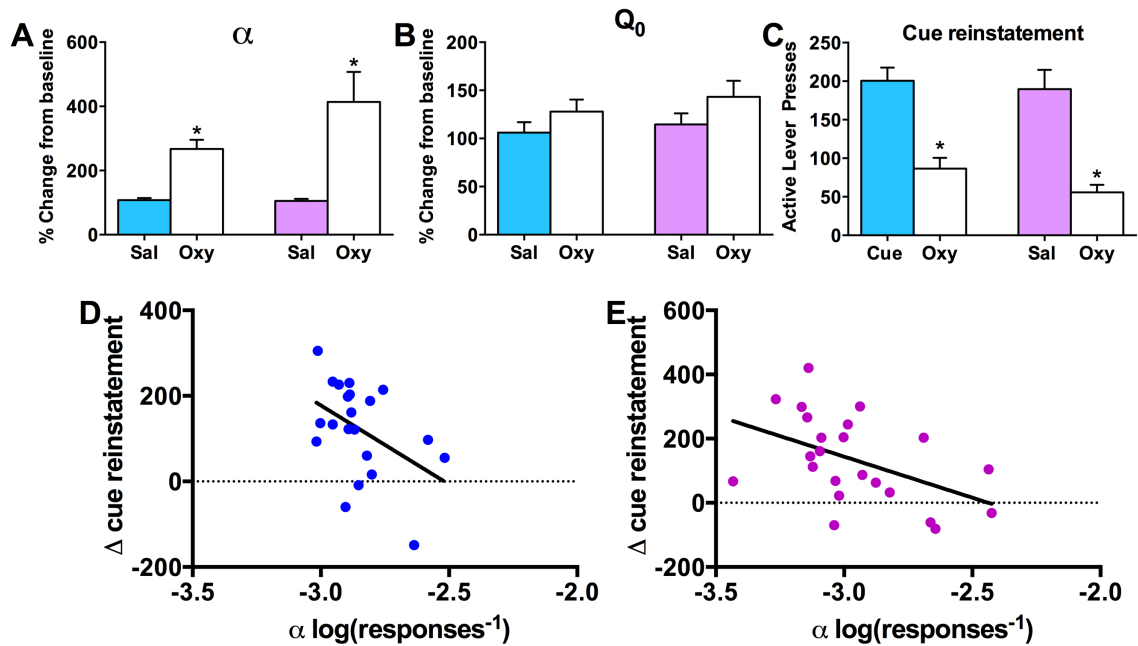 A
α
% Change from baseline
600
400
200
0
*
*
Sal
Oxy
Sal
Oxy
B
Q0
% Change from baseline
200
150
100
50
0
Sal
Oxy
Sal
Oxy
C
Cue reinstatement
Active Lever Presses
250
200
150
100
50
0
*
*
Cue
Oxy
Sal
Oxy
D
Δ cue reinstatement
400
200
0
-200
-3.5
-3.0
-2.5
-2.0
α log(responses-1)
E
Δ cue reinstatement
600
400
200
0
-200
-3.5
-3.0
-2.5
-2.0
α log(responses-1)